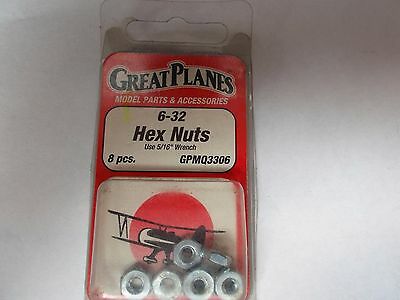 GREAT PLANES
MODEL PARTS & ACCESSORIES
6-32
Hex Nuts
Use 5/16" Wrench
8 pcs. GPMQ3306